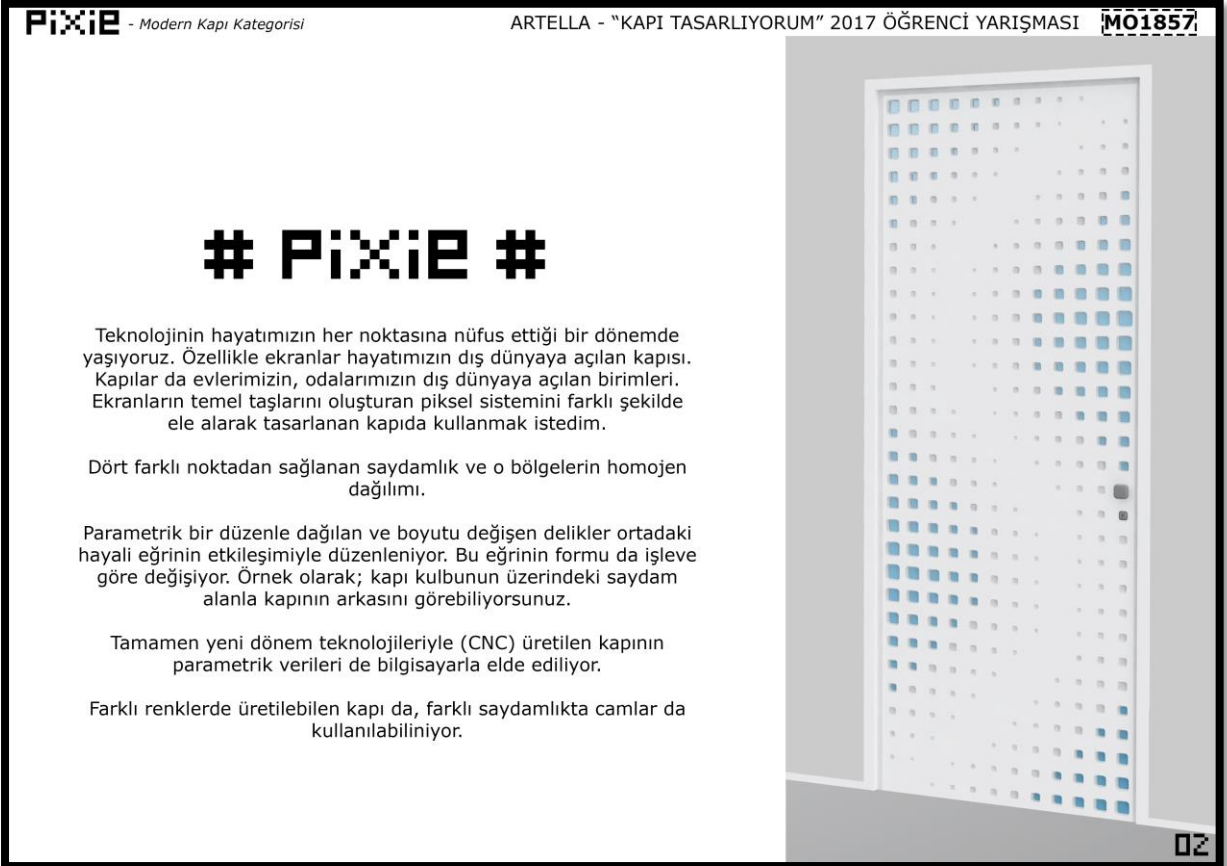 PiXiE - Modern Kapı Kategorisi
ARTELLA - “KAPI TASARLIYORUM” 2017 ÖĞRENCİ YARIŞMASI MO1857
# PiXiE #
Teknolojinin hayatımızın her noktasına nüfus ettiği bir dönemde
yaşıyoruz. Özellikle ekranlar hayatımızın dış dünyaya açılan kapısı.
Kapılar da evlerimizin, odalarımızın dış dünyaya açılan birimleri.
Ekranların temel taşlarını oluşturan piksel sistemini farklı şekilde
ele alarak tasarlanan kapıda kullanmak istedim.
Dört farklı noktadan sağlanan saydamlık ve o bölgelerin homojen
dağılımı.
Parametrik bir düzenle dağılan ve boyutu değişen delikler ortadaki
hayali eğrinin etkileşimiyle düzenleniyor. Bu eğrinin formu da işleve
göre değişiyor. Örnek olarak; kapı kulbunun üzerindeki saydam
alanla kapının arkasını görebiliyorsunuz.
Tamamen yeni dönem teknolojileriyle (CNC) üretilen kapının
parametrik verileri de bilgisayarla elde ediliyor.
Farklı renklerde üretilebilen kapı da, farklı saydamlıkta camlar da
kullanılabiliniyor.
02